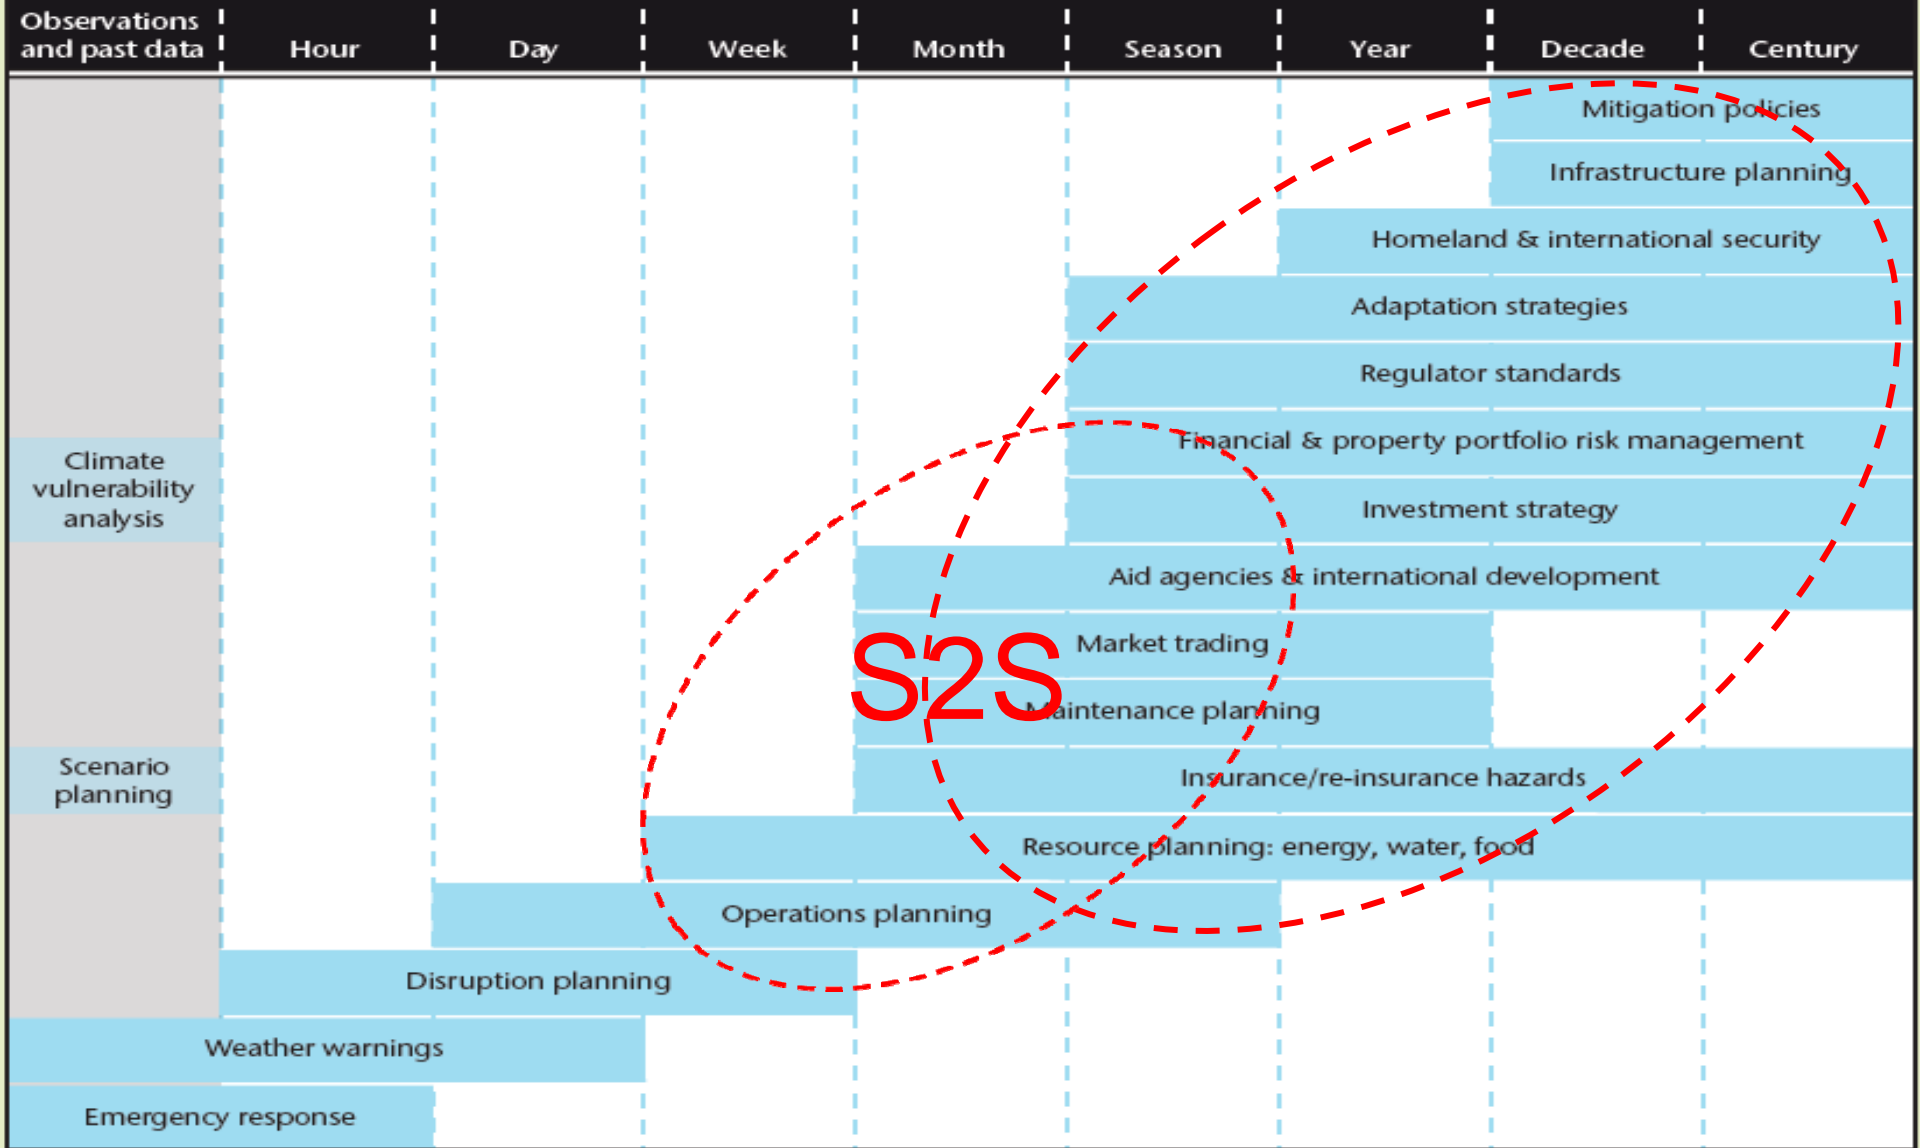 Observations
and past data
Hour
Day
Week
Month
Season
Year
Decade
Century
Mitigation policies
Infrastructure planning
Homeland & international security
Adaptation strategies
Regulator standards
Financial & property portfolio risk management
Climate
vulnerability
analysis
Investment strategy
Aid agencies & international development
Market trading
S2S
Maintenance planning
Scenario
planning
Insurance/re-insurance hazards
Resource planning: energy, water, food
Operations planning
Disruption planning
Weather warnings
Emergency response